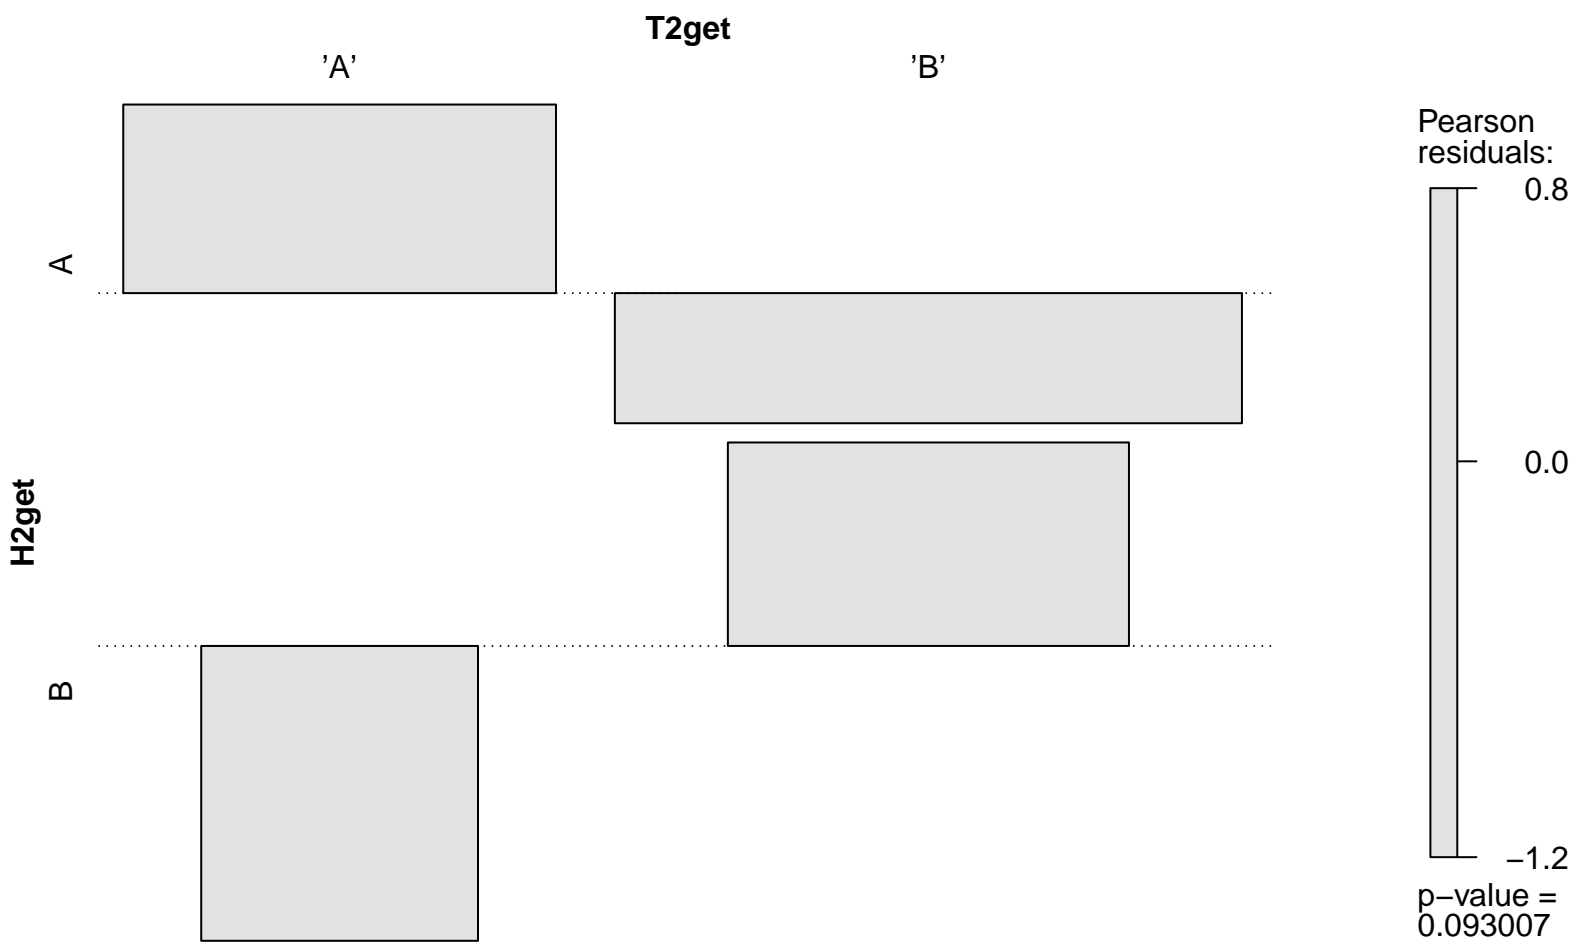 T2get
’A’
’B’
A
H2get
B
Pearson
residuals:
0.8
0.0
−1.2
p−value =
0.093007